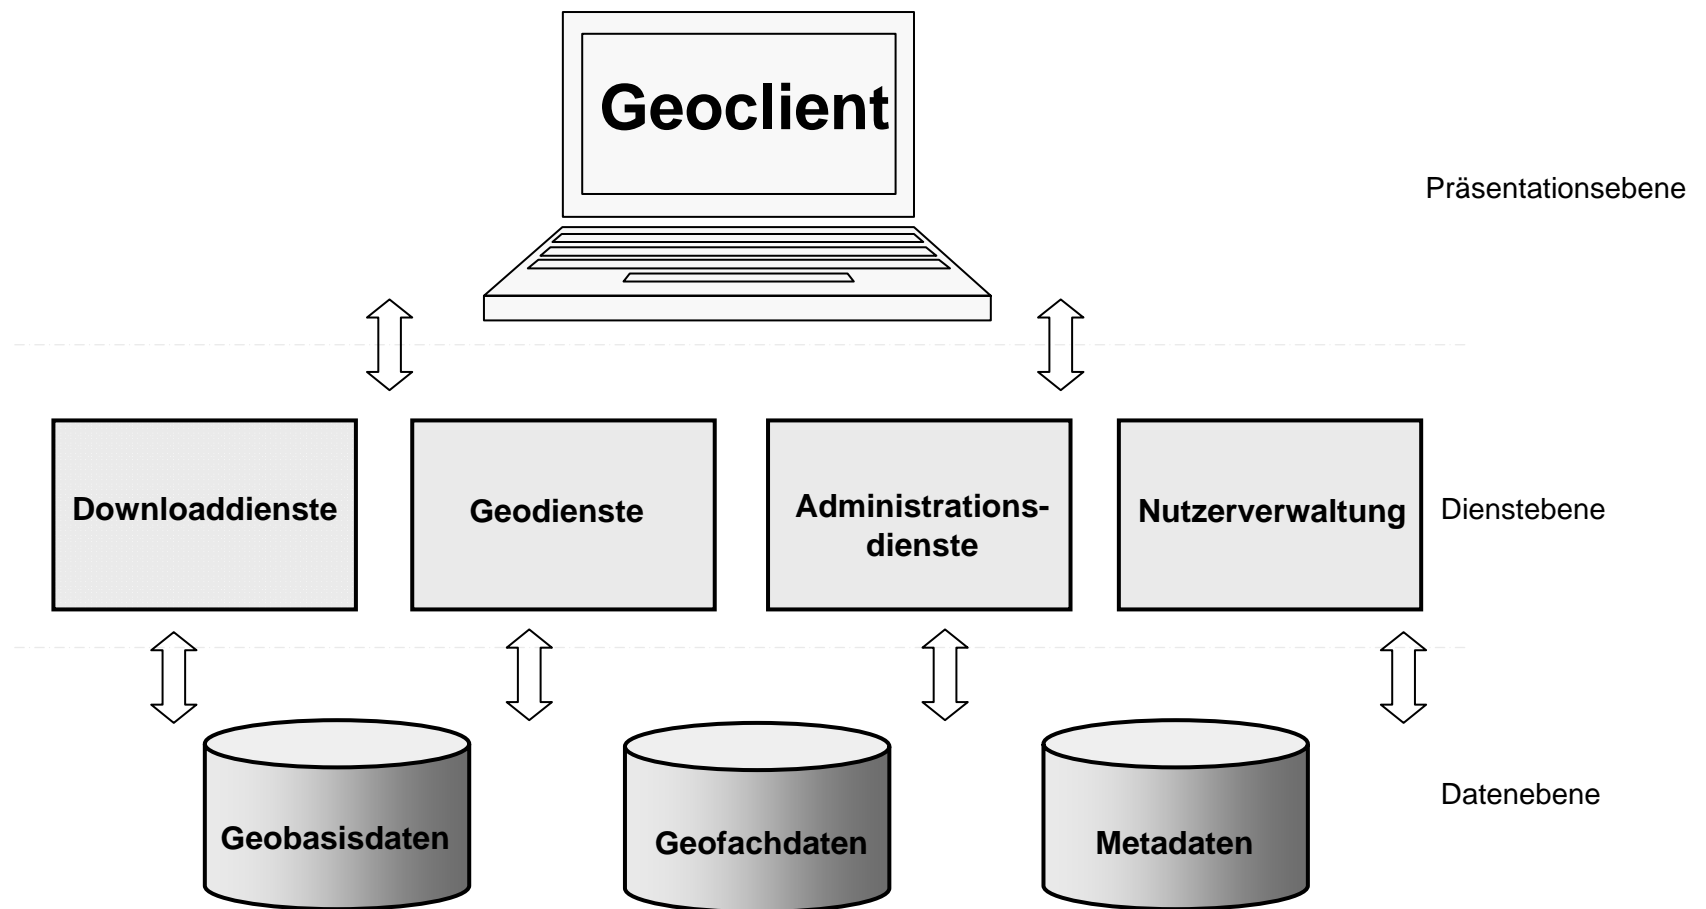 Geoclient
Präsentationsebene
Downloaddienste
Geodienste
Administrations-
dienste
Nutzerverwaltung
Dienstebene
Geobasisdaten
Geofachdaten
Metadaten
Datenebene